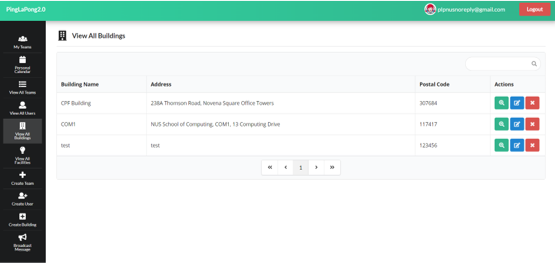 PingLaPong2.0
pipnusnoreply@gmail.com
Logout
My Teams
Personal
Calendar
View All Teams
View All Users
View All
Buildings
View All
Facilities
Create Team
Create User
Create Building
Broadcast
Message
View All Buildings
Building Name Address Postal Code Actions
CPF Building 238A Thomson Road, Novena Square Office Towers 307684
COM1 NUS School of Computing, COM1, 13 Computing Drive 117417
test test 123456
« ‹ 1 › »